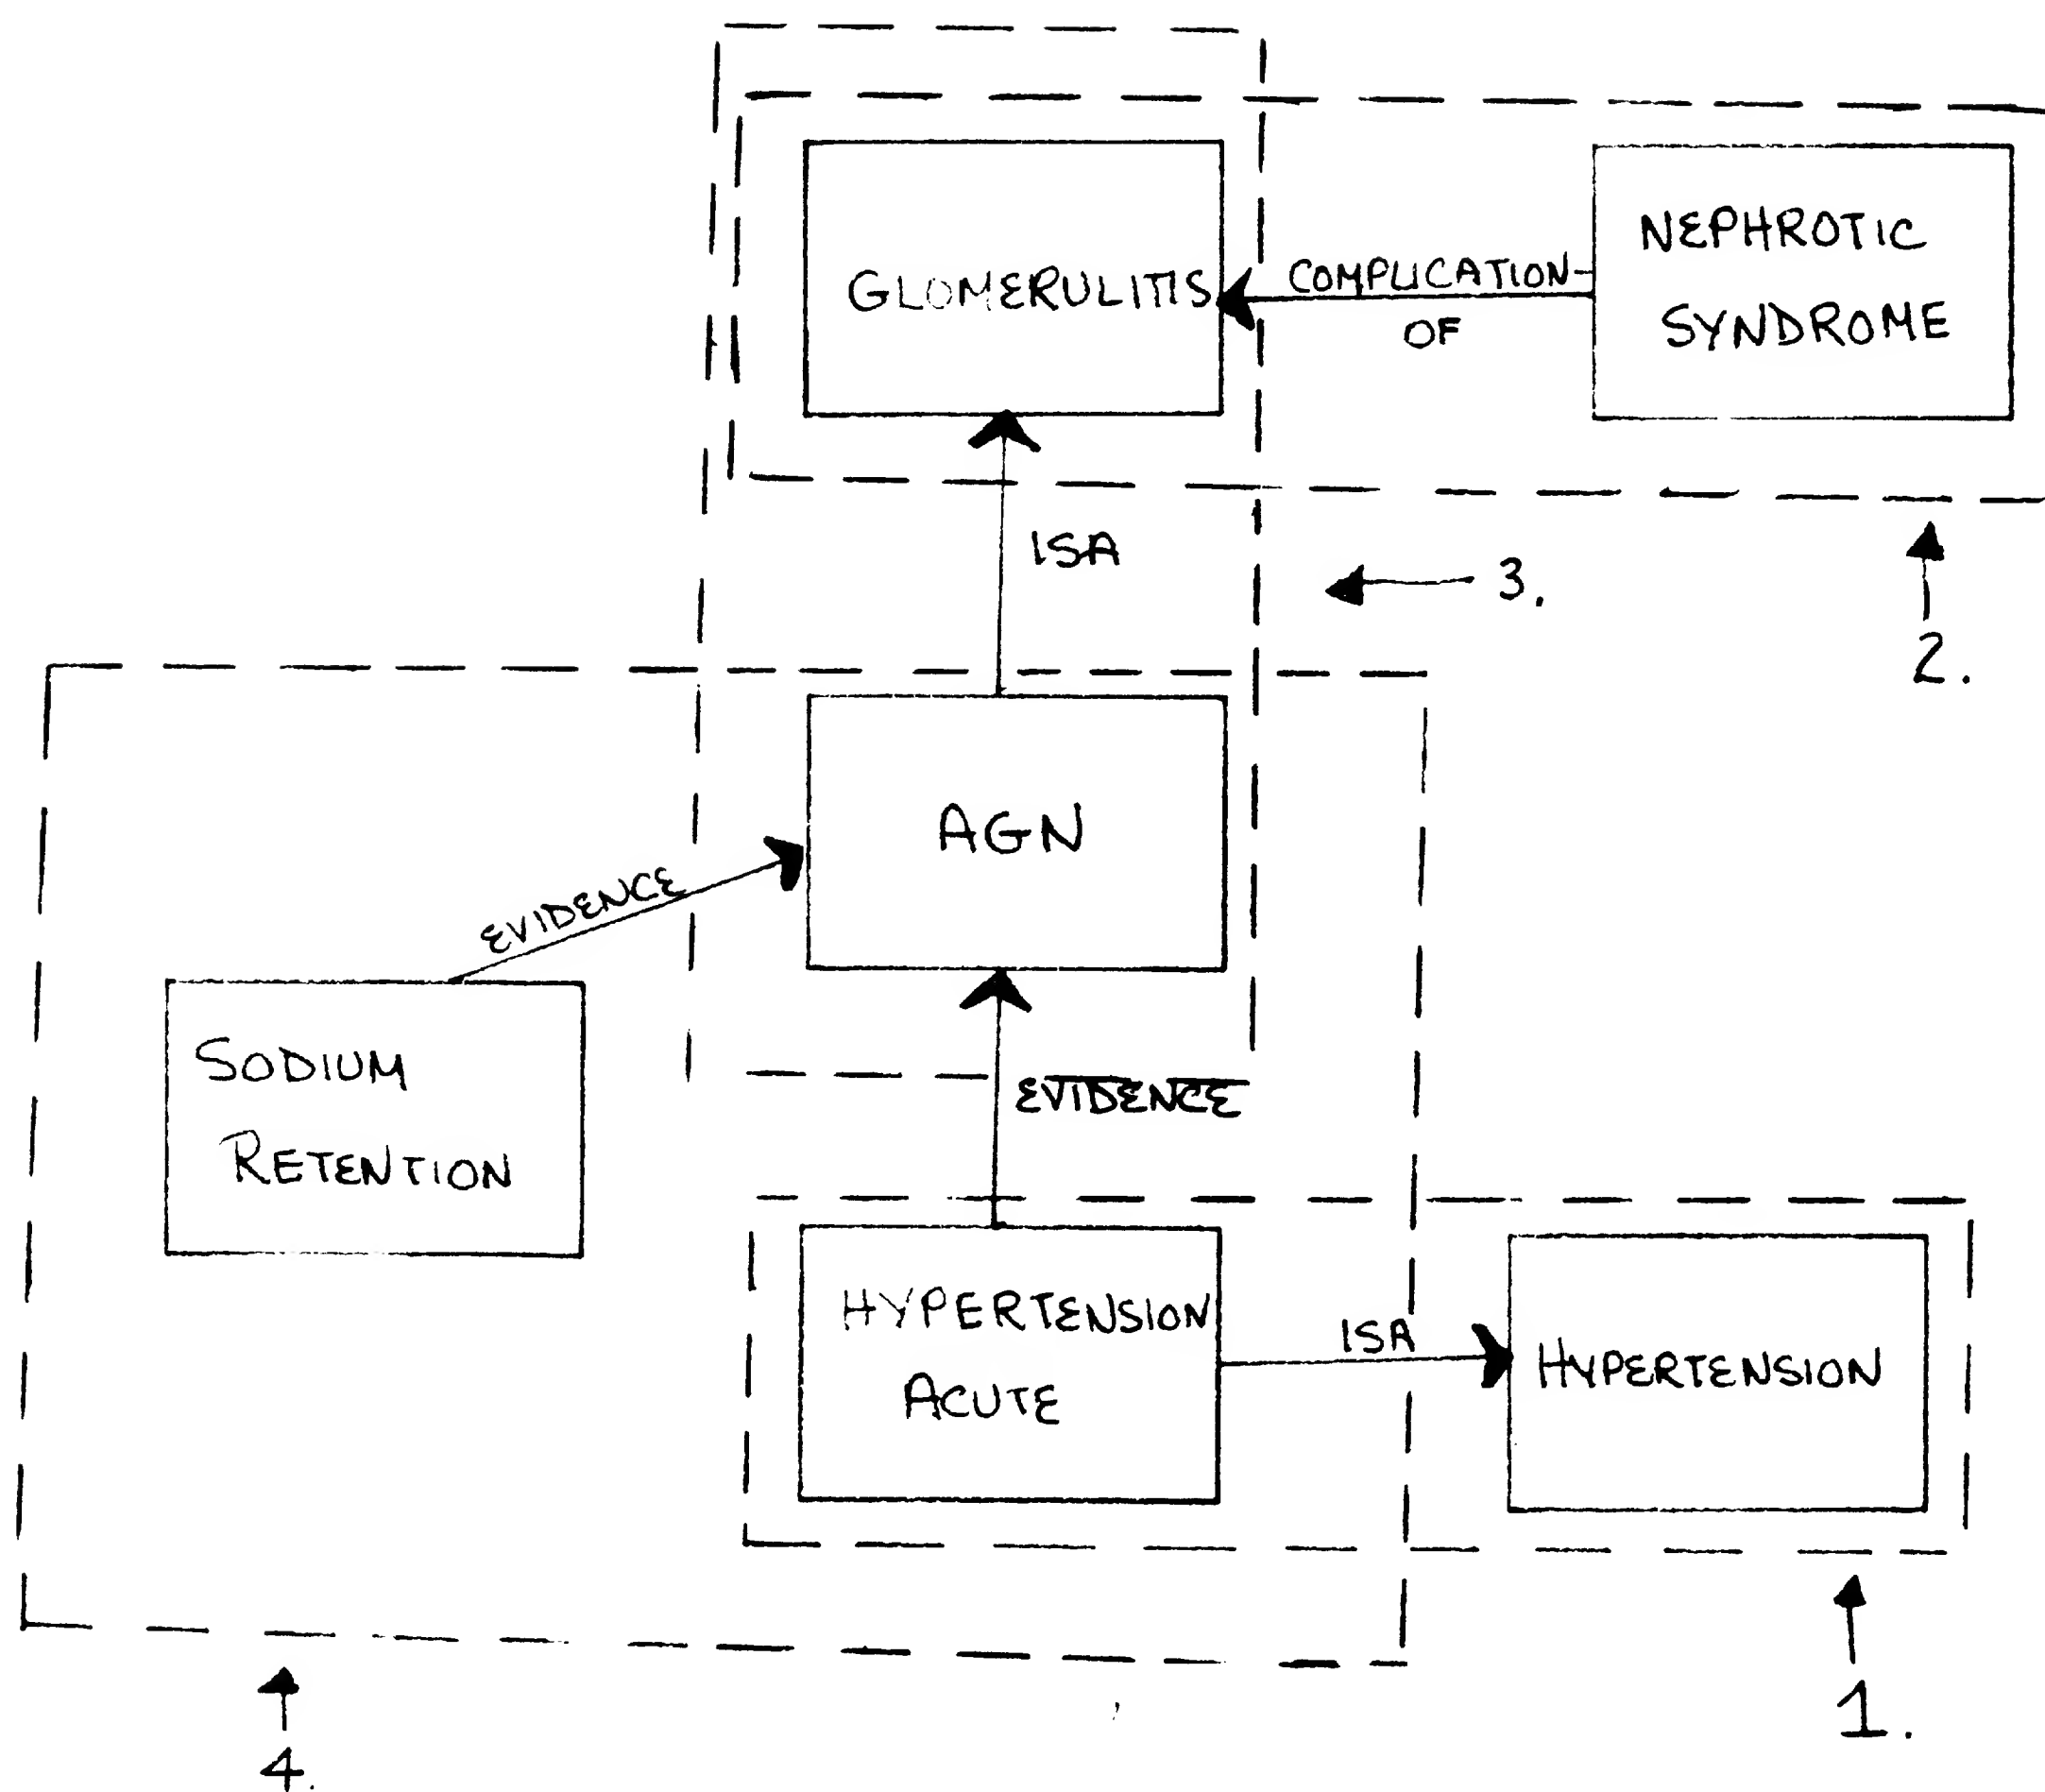 GLOMERULITIS
COMPLICATION
OF
NEPHROTIC
SYNDROME
ISA
3.
2.
AGN
EVIDENCE
SODIUM
RETENTION
EVIDENCE
HYPERTENSION
ACUTE
ISA
HYPERTENSION
1.
4.